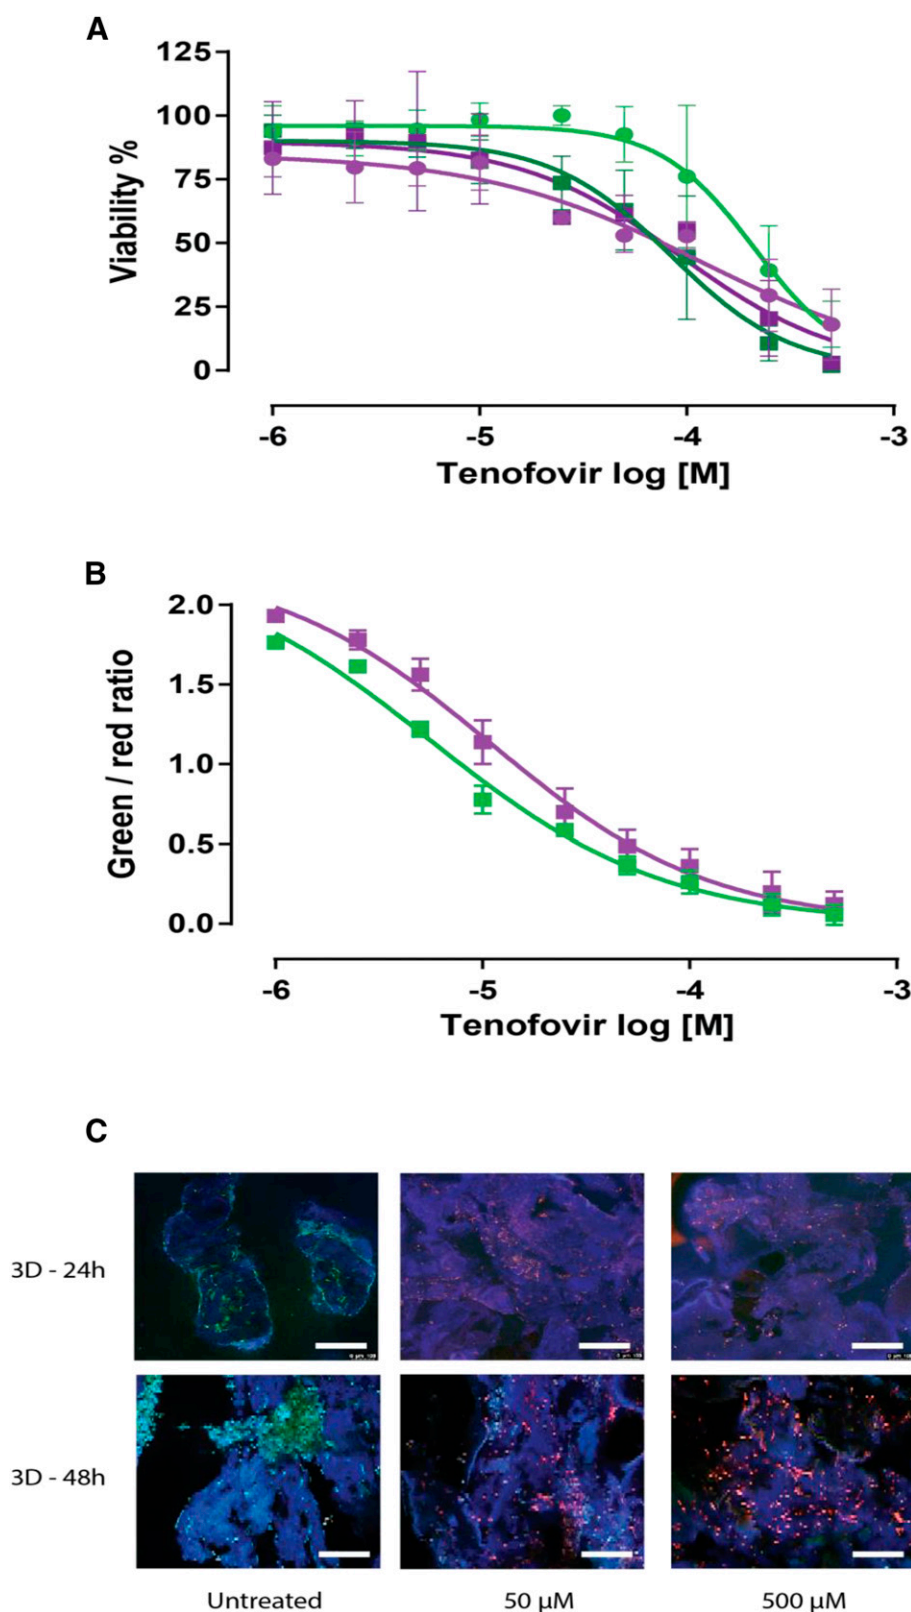 A
125
100
75
50
25
0
Viability %
-6 -5 -4 -3
Tenofovir log [M]
B
2.0
1.5
1.0
0.5
0.0
Green / red ratio
-6 -5 -4 -3
Tenofovir log [M]
C
3D - 24h
3D - 48h
Untreated 50 µM 500 µM